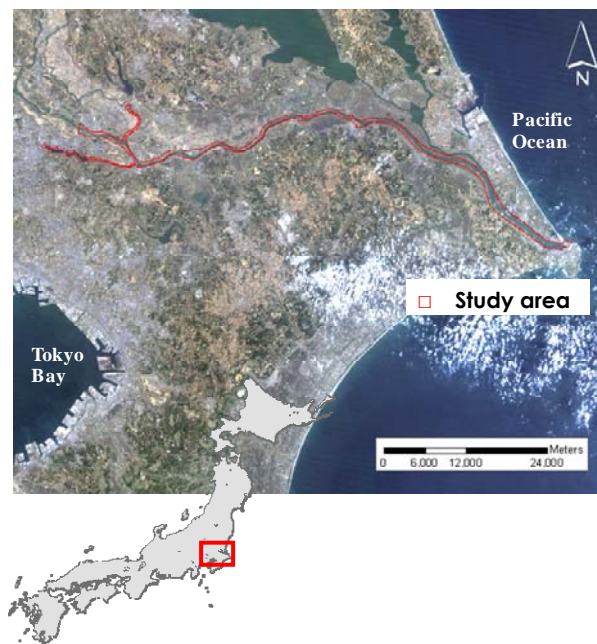 N
Pacific
Ocean
□ Study area
Tokyo
Bay
Meters
0 6,000 12,000 24,000